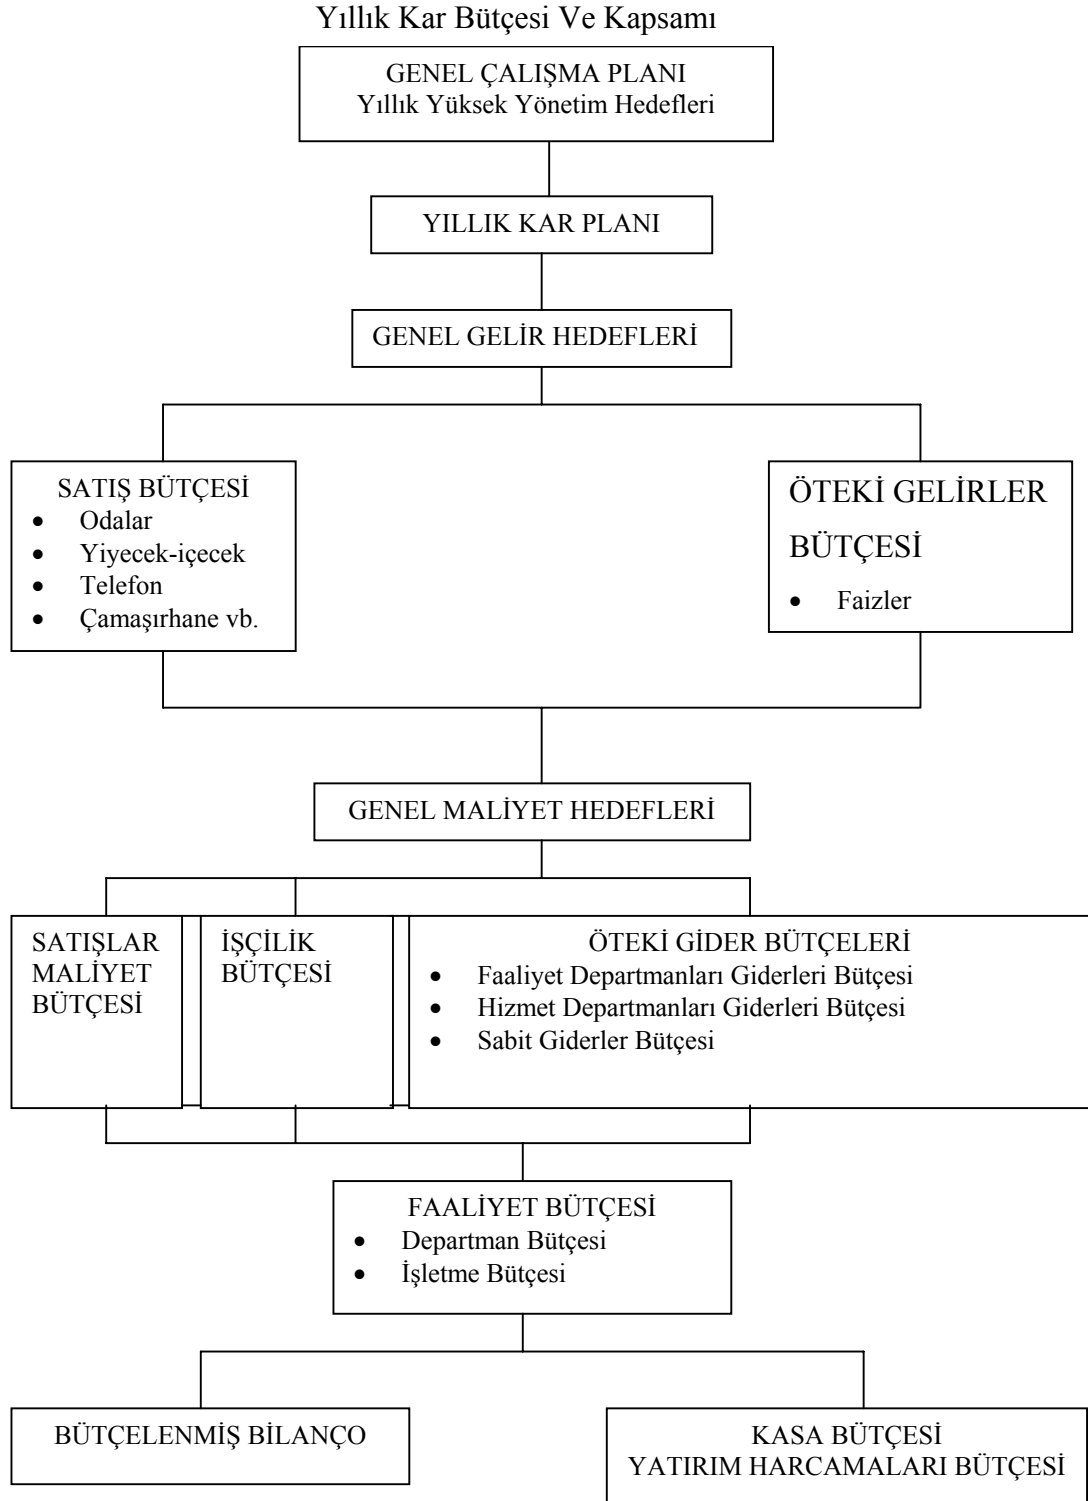 Yıllık Kar Bütçesi Ve Kapsamı
GENEL ÇALIŞMA PLANI
Yıllık Yüksek Yönetim Hedefleri
YILLIK KAR PLANI
GENEL GELİR HEDEFLERİ
SATIŞ BÜTÇESİ
• Odalar
• Yiyecek-içecek
• Telefon
• Çamaşırhane vb.
ÖTEKİ GELİRLER
BÜTÇESİ
• Faizler
GENEL MALİYET HEDEFLERİ
SATIŞLAR
MALİYET
BÜTÇESİ
İŞÇİLİK
BÜTÇESİ
ÖTEKİ GİDER BÜTÇELERİ
• Faaliyet Departmanları Giderleri Bütçesi
• Hizmet Departmanları Giderleri Bütçesi
• Sabit Giderler Bütçesi
FAALİYET BÜTÇESİ
• Departman Bütçesi
• İşletme Bütçesi
BÜTÇELENMİŞ BİLANÇO
KASA BÜTÇESİ
YATIRIM HARCAMALARI BÜTÇESİ